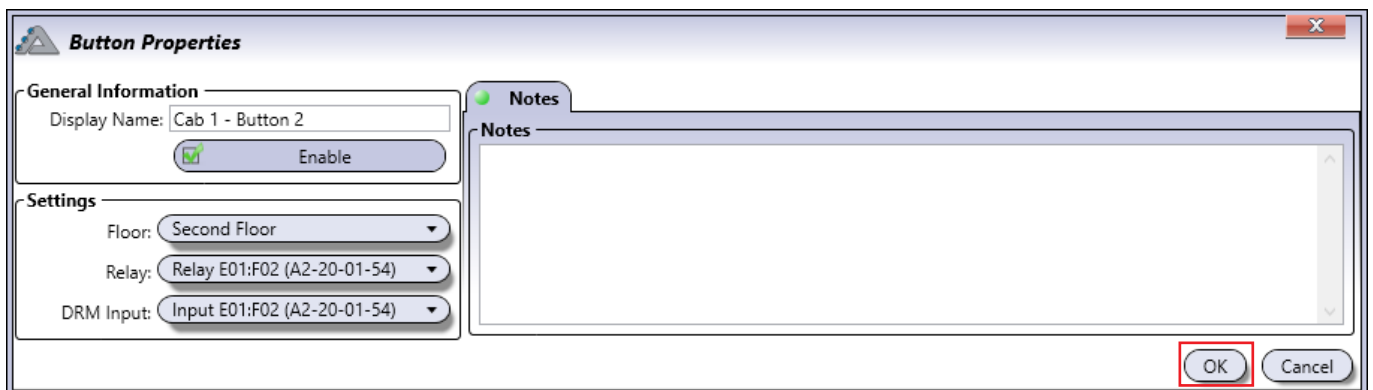 Button Properties
X
General Information
Display Name: Cab 1 - Button 2
Enable
Settings
Floor: Second Floor
Relay: Relay E01:F02 (A2-20-01-54)
DRM Input: Input E01:F02 (A2-20-01-54)
Notes
Notes
OK Cancel